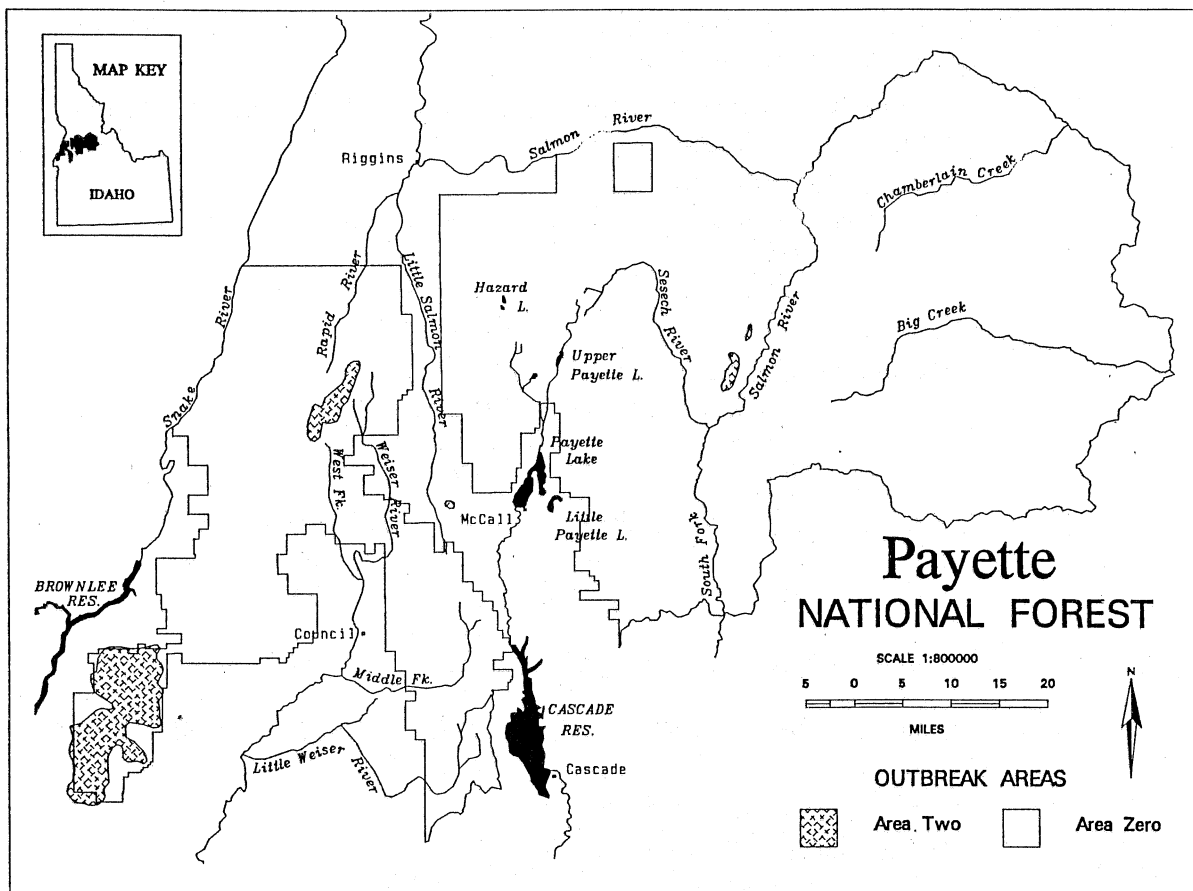 MAP KEY
IDAHO
Riggins
Salmon River
Chamberlain Creek
Snake River
Rapid River
Little Salmon River
Hazard
L.
Sesech River
Salmon River
Big Creek
Upper
Payette L.
Payette
Lake
West Fk.
Weiser River
McCall
Little
Payette L.
South Fork
BROWNLEE
RES.
Council
Middle Fk.
Little Weiser River
CASCADE
RES.
Cascade
Payette
NATIONAL FOREST
SCALE 1:800000
5 0 5 10 15 20
MILES
N
OUTBREAK AREAS
Area Two
Area Zero